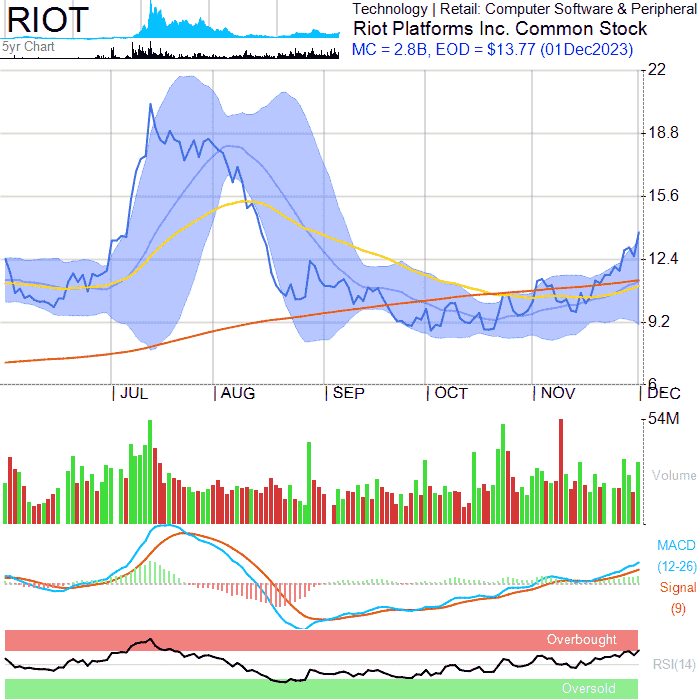 RIOT
Technology | Retail: Computer Software & Peripheral
Riot Platforms Inc. Common Stock
5yr Chart
MC = 2.8B, EOD = $13.77 (01Dec2023)
22
18.8
15.6
12.4
9.2
6
JUL AUG SEP OCT NOV DEC
54M
Volume
MACD
(12-26)
Signal
(9)
Overbought
RSI(14)
Oversold